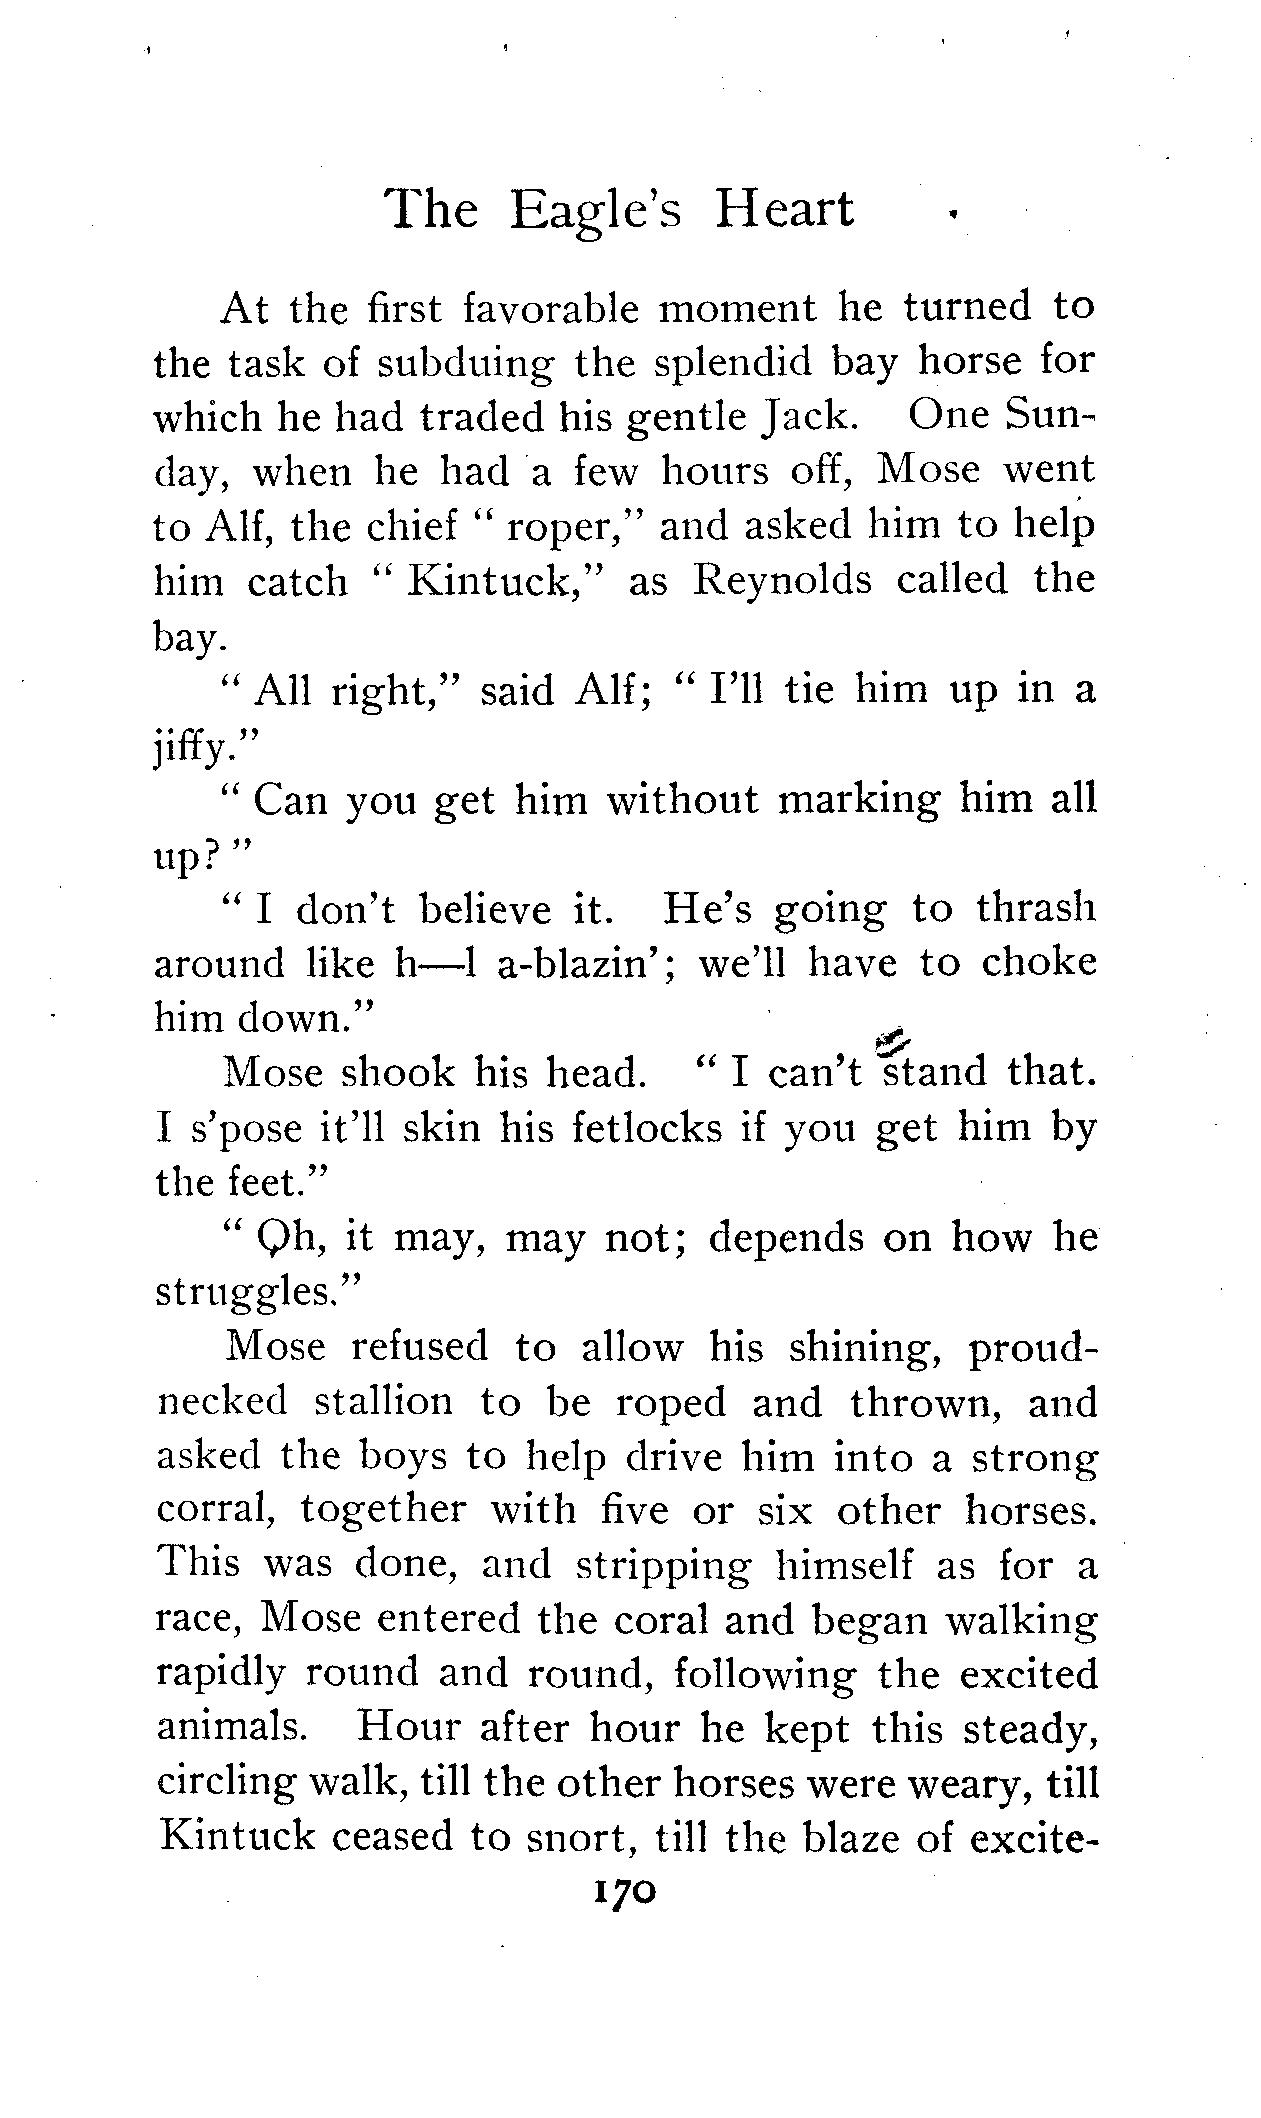 The Eagle's Heart
At the first favorable moment he turned to
the task of subduing the splendid bay horse for
which he had traded his gentle Jack. One Sun-
day, when he had a few hours off, Mose went
to Alf, the chief " roper," and asked him to help
him catch " Kintuck," as Reynolds called the
bay.
" All right," said Alf; " I'll tie him up in a
jiffy."
" Can you get him without marking him all
up? "
" I don't believe it. He's going to thrash
around like h—l a-blazin'; we'll have to choke
him down."
Mose shook his head. " I can't stand that.
I s'pose it'll skin his fetlocks if you get him by
the feet."
" Oh, it may, may not; depends on how he
struggles."
Mose refused to allow his shining, proud-
necked stallion to be roped and thrown, and
asked the boys to help drive him into a strong
corral, together with five or six other horses.
This was done, and stripping himself as for a
race, Mose entered the coral and began walking
rapidly round and round, following the excited
animals. Hour after hour he kept this steady,
circling walk, till the other horses were weary, till
Kintuck ceased to snort, till the blaze of excite-
170